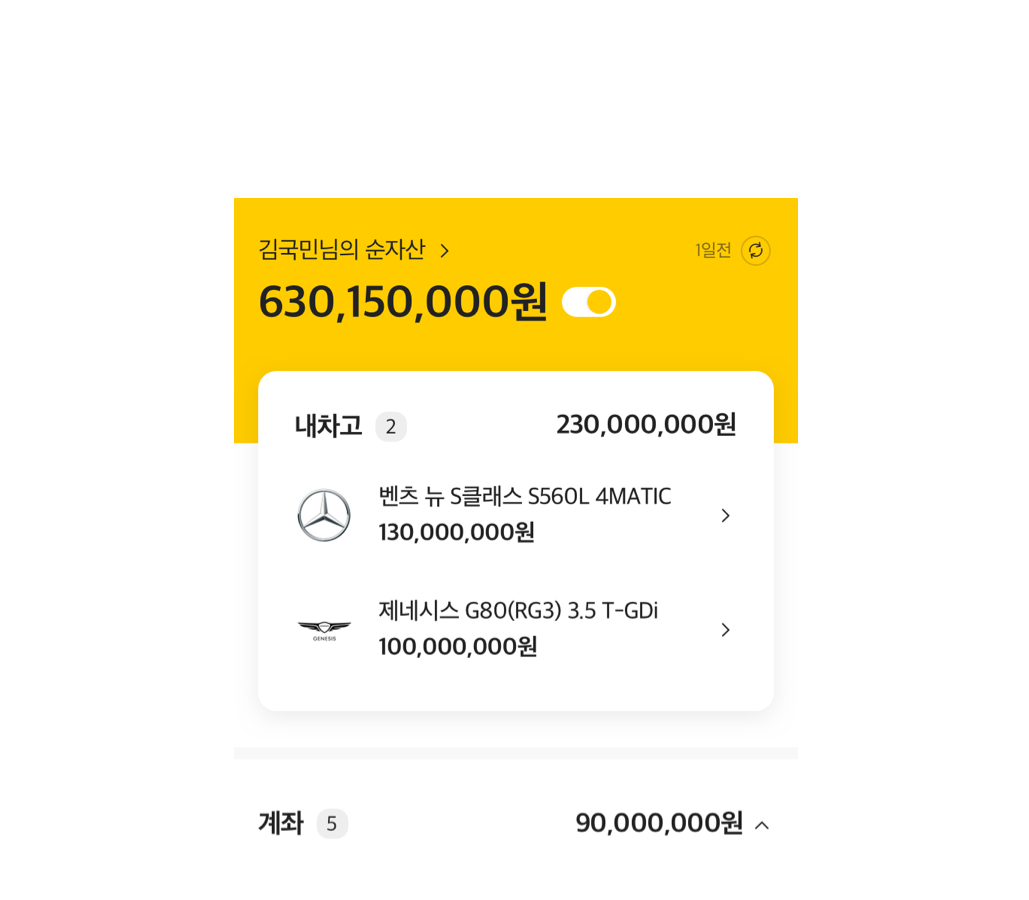 김국민님의 순자산
1일전
630,150,000원
내차고 2
230,000,000원
벤츠 뉴 S클래스 S560L 4MATIC
130,000,000원
GENESIS
제네시스 G80(RG3) 3.5 T-GDi
100,000,000원
계좌 5
90,000,000원